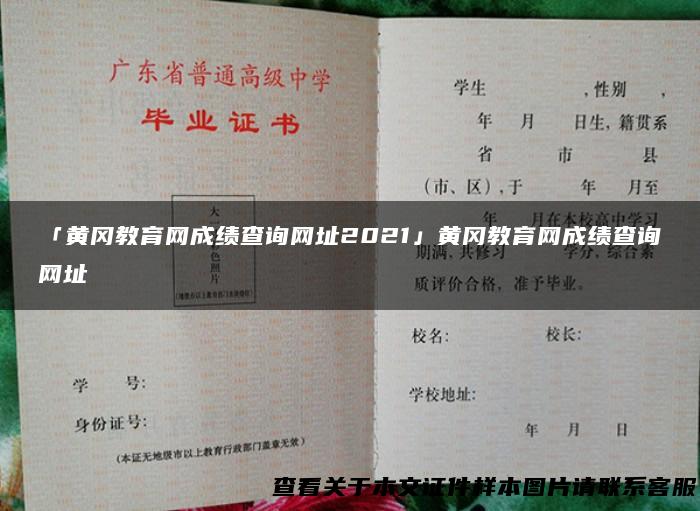 广东省普通高级中学
毕业证书
大一
色照片
学 号:
身份证号:
(本证无地级市以上教育行政部门盖章无效)
学生 ,性别 ,
年 月 日生,籍贯系
省 市 县
(市、区),于 年 月至
年 月在本校高中学习
期满,共修习 学分,综合素
质评价合格,准予毕业。
校名: 校长:
学校地址:
年 月 日
「黄冈教育网成绩查询网址2021」黄冈教育网成绩查询
网址
查看关于本文证件样本图片请联系客服